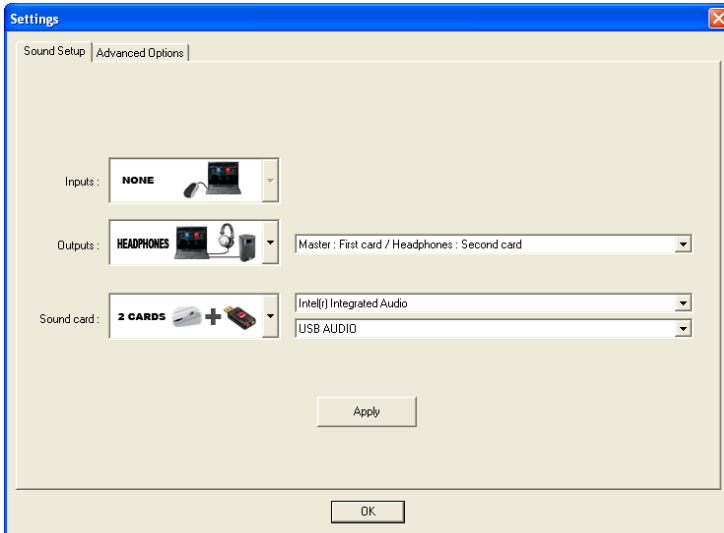 Settings
Sound Setup
Advanced Options
Inputs :
NONE
Outputs :
HEADPHONES
Master : First card / Headphones : Second card
Sound card :
2 CARDS
Intel(r) Integrated Audio
USB AUDIO
Apply
OK